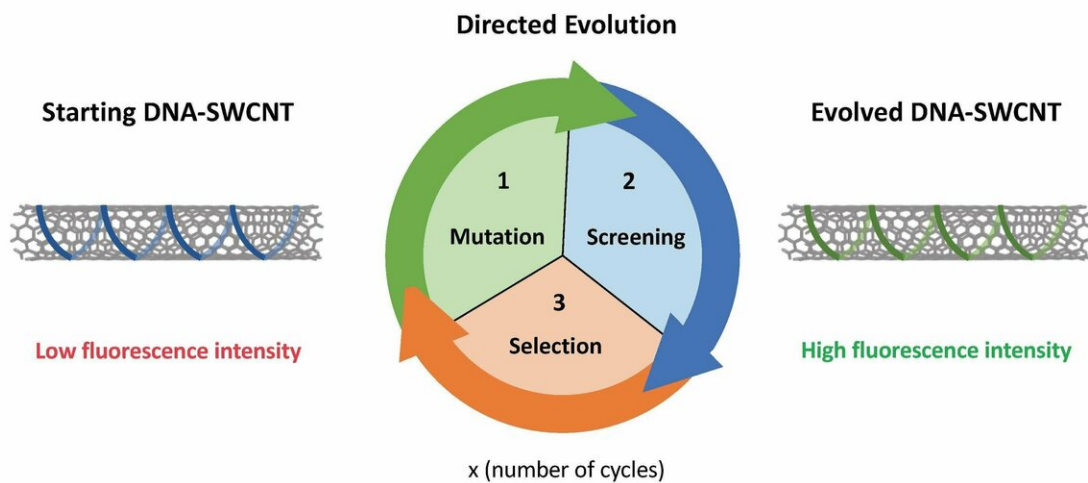 Directed Evolution
Starting DNA-SWCNT
Evolved DNA-SWCNT
1
Mutation
2
Screening
3
Selection
Low fluorescence intensity
High fluorescence intensity
x (number of cycles)